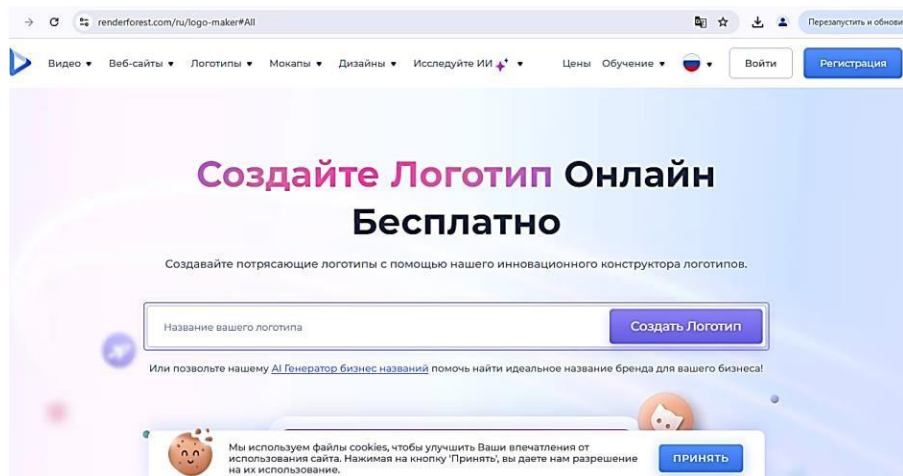 renderforest.com/ru/logo-maker#All
Перезапустить и обнови
Видео Веб-сайты Логотипы Мокапы Дизайны Исследуйте ИИ Цены Обучение Войти Регистрация
Создайте Логотип Онлайн
Бесплатно
Создавайте потрясающие логотипы с помощью нашего инновационного конструктора логотипов.
Название вашего логотипа
Создать Логотип
Или позвольте нашему AI Генератор бизнес названий помочь найти идеальное название бренда для вашего бизнеса!
Мы используем файлы cookies, чтобы улучшить Ваши впечатления от
использования сайта. Нажимая на кнопку 'Принять', вы даете нам разрешение
на их использование.
ПРИНЯТЬ